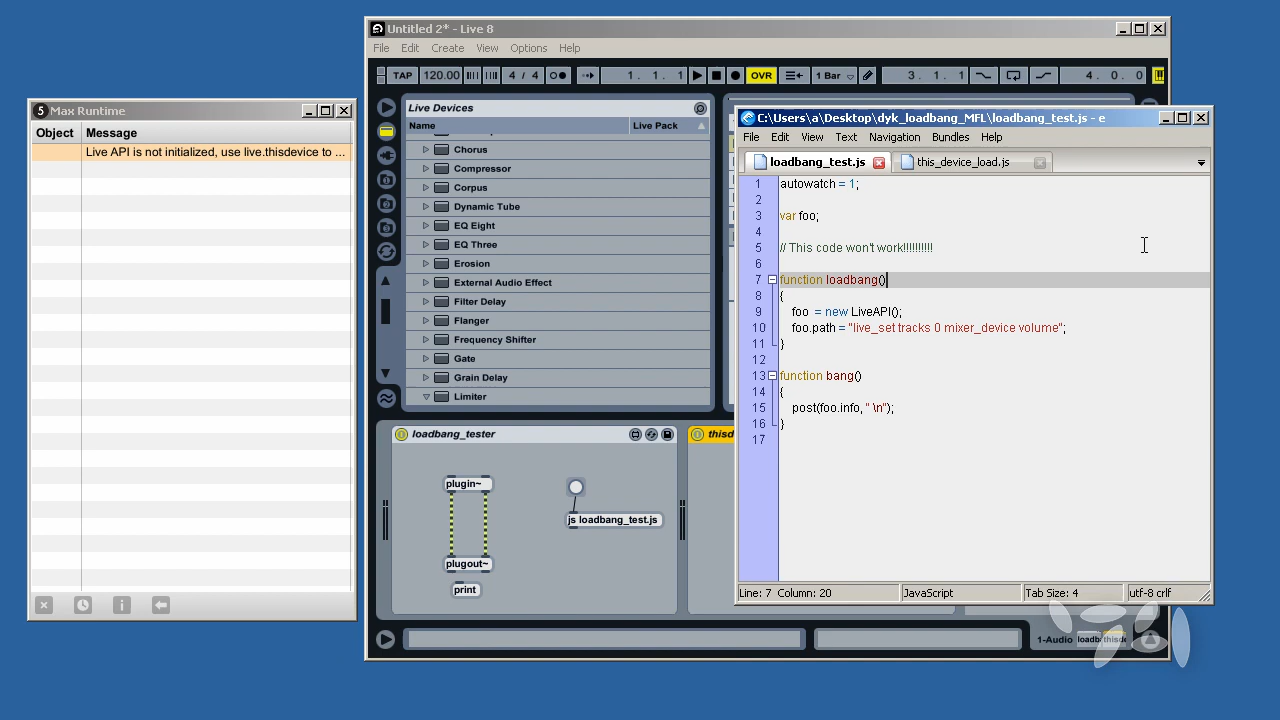 Max Runtime
Object Message
Live API is not initialized, use live.thisdevice to ...
Untitled 2* - Live 8
File Edit Create View Options Help
TAP 120.00 4 / 4 1. 1. 1 OVR 1 Bar 3. 1. 1 4. 0. 0
Live Devices
Name Live Pack
Chorus
Compressor
Corpus
Dynamic Tube
EQ Eight
EQ Three
Erosion
External Audio Effect
Filter Delay
Flanger
Frequency Shifter
Gate
Grain Delay
Limiter
loadbang_tester
plugin~
js loadbang_test.js
plugout~
print
thisd
1-Audio loadba thisde
C:\Users\a\Desktop\dyk_loadbang_MFL\loadbang_test.js - e
File Edit View Text Navigation Bundles Help
loadbang_test.js this_device_load.js
1 autowatch = 1;
2
3 var foo;
4
5 // This code won't work!!!!!!!!!!
6
7 function loadbang()
8 {
9 foo = new LiveAPI();
10 foo.path = "live_set tracks 0 mixer_device volume";
11 }
12
13 function bang()
14 {
15 post(foo.info, " \n");
16 }
17
Line: 7 Column: 20 JavaScript Tab Size: 4 utf-8 crlf